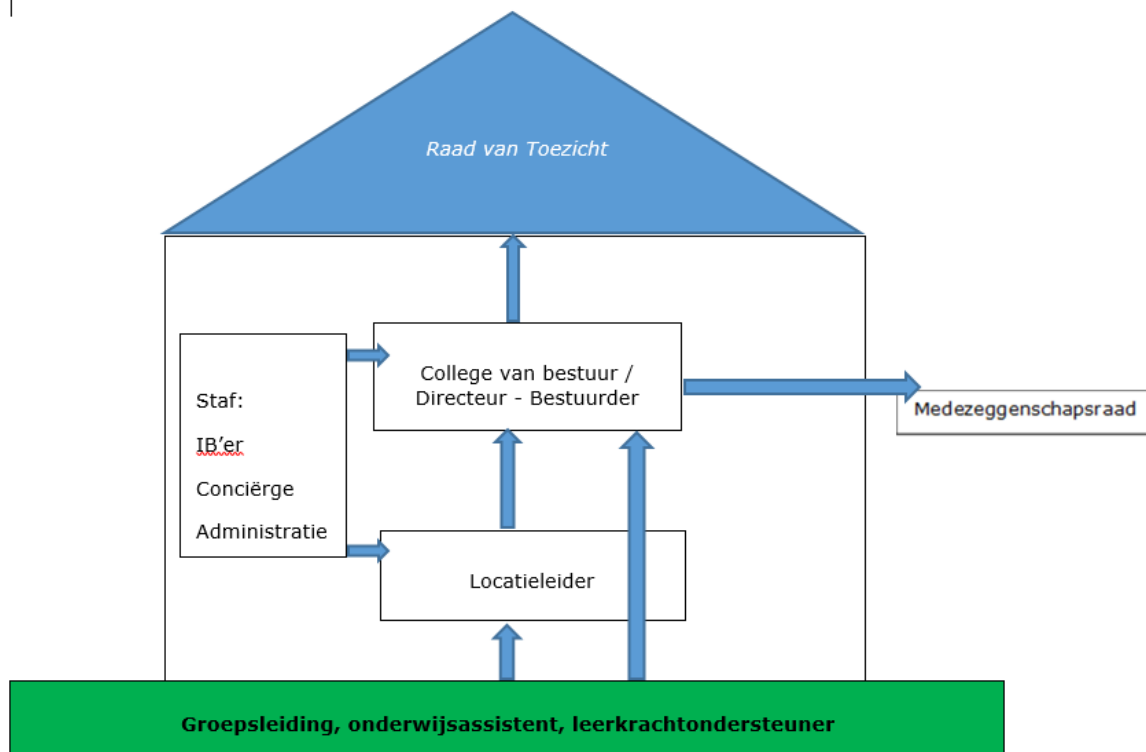 Raad van Toezicht
College van bestuur /
Directeur - Bestuurder
Medezeggenschapsraad
Staf:
IB'er
Conciërge
Administratie
Locatieleider
Groepsleiding, onderwijsassistent, leerkrachtondersteuner